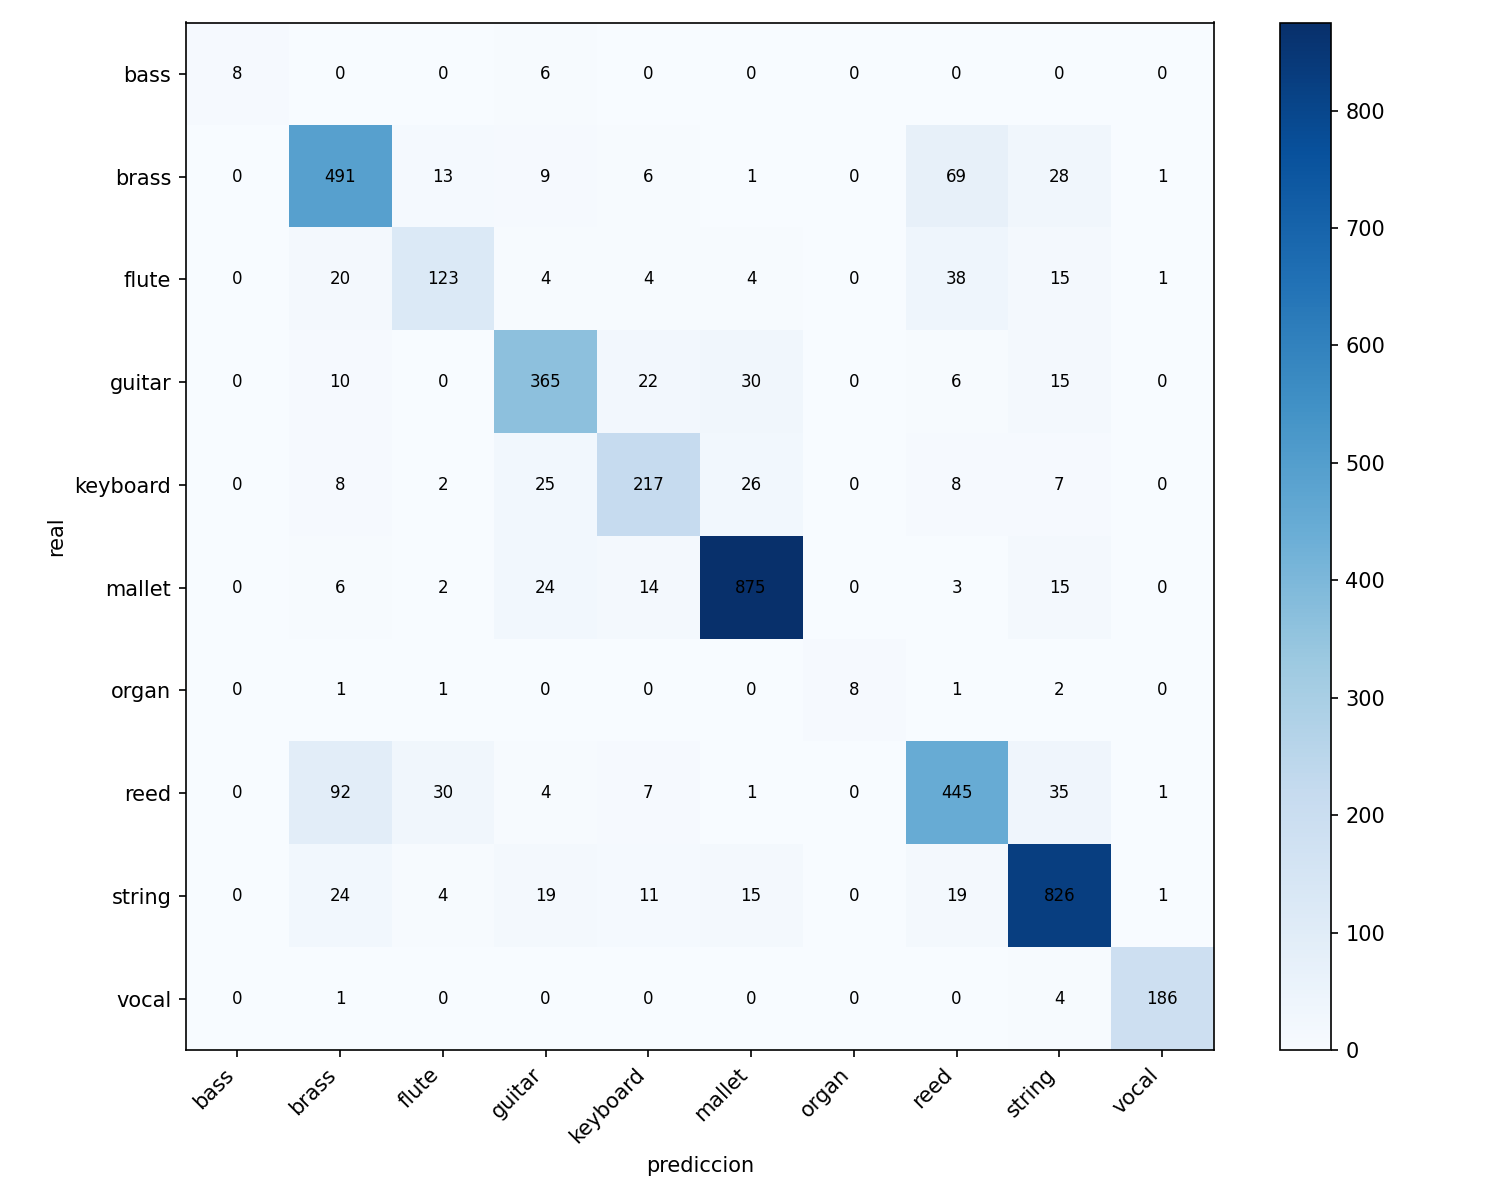 bass 8 0 0 6 0 0 0 0 0 0
brass 0 491 13 9 6 1 0 69 28 1
flute 0 20 123 4 4 4 0 38 15 1
guitar 0 10 0 365 22 30 0 6 15 0
keyboard 0 8 2 25 217 26 0 8 7 0
real
mallet 0 6 2 24 14 875 0 3 15 0
organ 0 1 1 0 0 0 8 1 2 0
reed 0 92 30 4 7 1 0 445 35 1
string 0 24 4 19 11 15 0 19 826 1
vocal 0 1 0 0 0 0 0 0 4 186
bass brass flute guitar keyboard mallet organ reed string vocal
prediccion
800
700
600
500
400
300
200
100
0